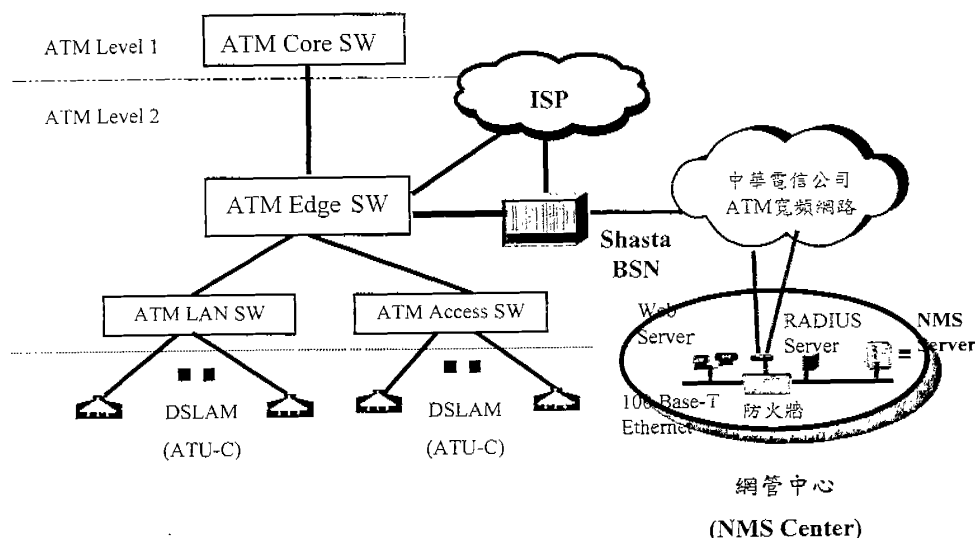 ATM Level 1
ATM Core SW
ATM Level 2
ISP
ATM Edge SW
中華電信公司
ATM寬頻網路
Shasta
BSN
ATM LAN SW
ATM Access SW
Web
Server
RADIUS
Server
NMS
Server
DSLAM
(ATU-C)
DSLAM
(ATU-C)
100 Base-T
Ethernet
防火牆
網管中心
(NMS Center)